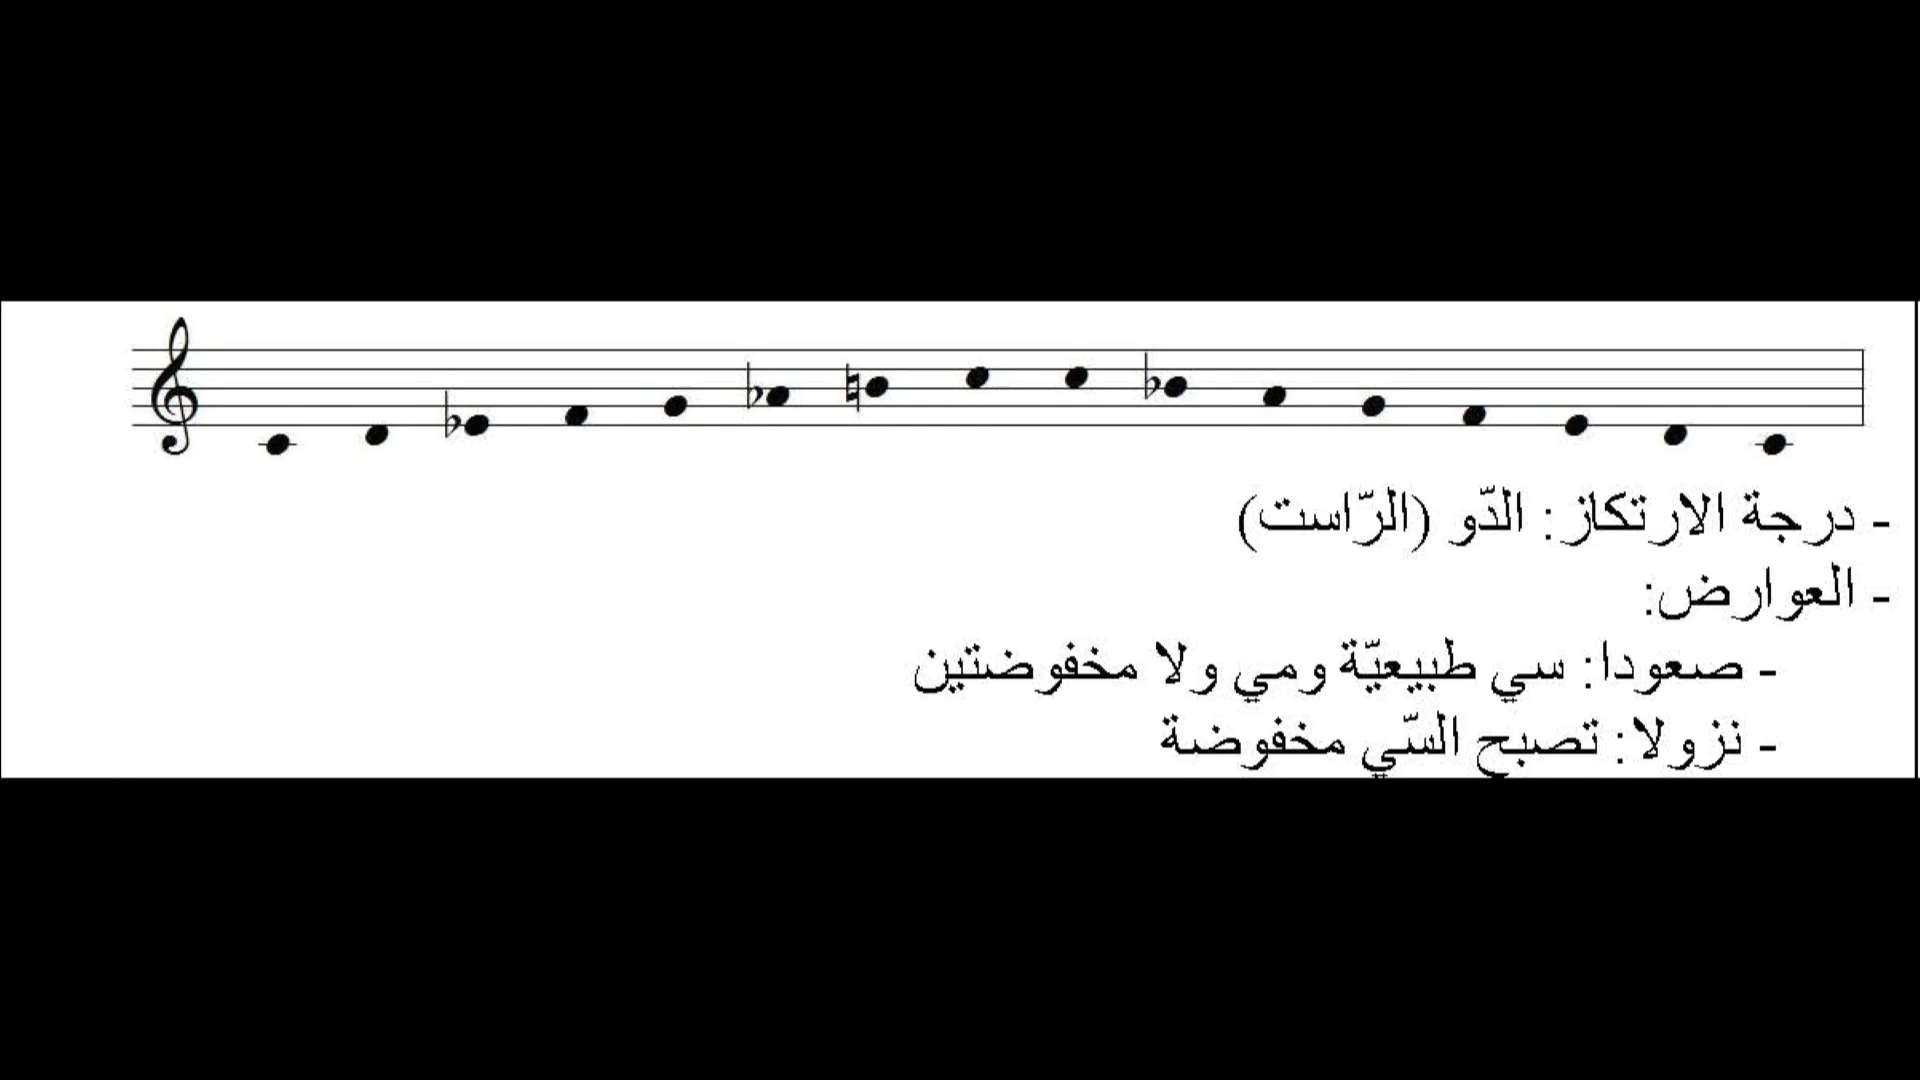 - درجة الارتكاز: الدّو (الرّاست)
- العوارض:
- صعودا: سي طبيعيّة ومي ولا مخفوضتين
- نزولا: تصبح السّي مخفوضة